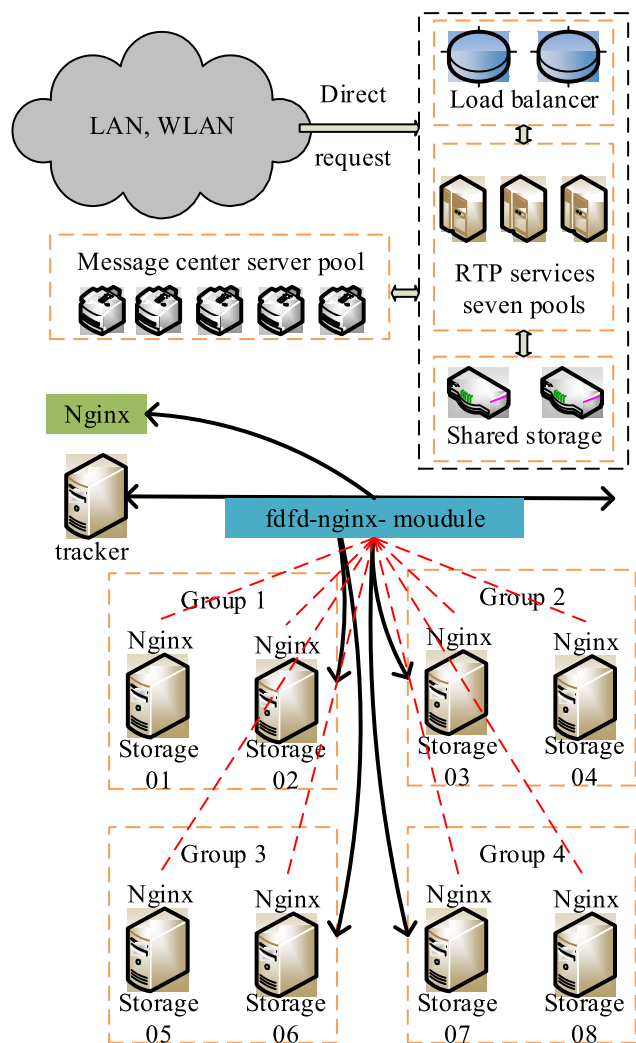 LAN, WLAN
Direct
request
Load balancer
RTP services
seven pools
Message center server pool
Shared storage
Nginx
tracker
fdfd-nginx- moudule
Group 1
Nginx
Nginx
Storage
01
Storage
02
Group 2
Nginx
Nginx
Storage
03
Storage
04
Group 3
Nginx
Nginx
Storage
05
Storage
06
Group 4
Nginx
Nginx
Storage
07
Storage
08